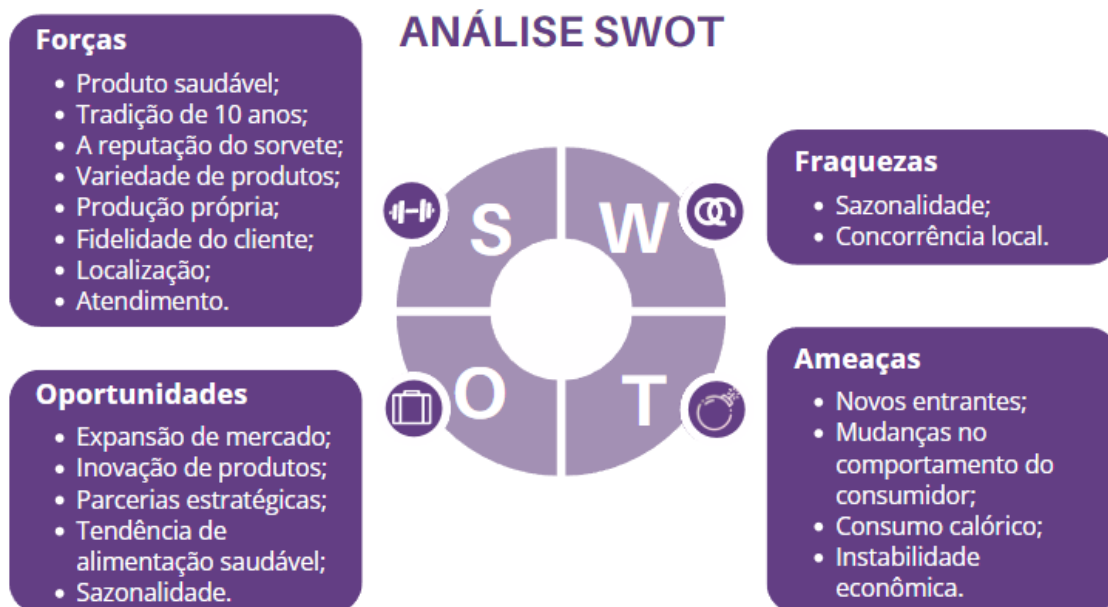 ANÁLISE SWOT
Forças
• Produto saudável;
• Tradição de 10 anos;
• A reputação do sorvete;
• Variedade de produtos;
• Produção própria;
• Fidelidade do cliente;
• Localização;
• Atendimento.
S
W
O
T
Fraquezas
• Sazonalidade;
• Concorrência local.
Oportunidades
• Expansão de mercado;
• Inovação de produtos;
• Parcerias estratégicas;
• Tendência de
alimentação saudável;
• Sazonalidade.
Ameaças
• Novos entrantes;
• Mudanças no
comportamento do
consumidor;
• Consumo calórico;
• Instabilidade
econômica.